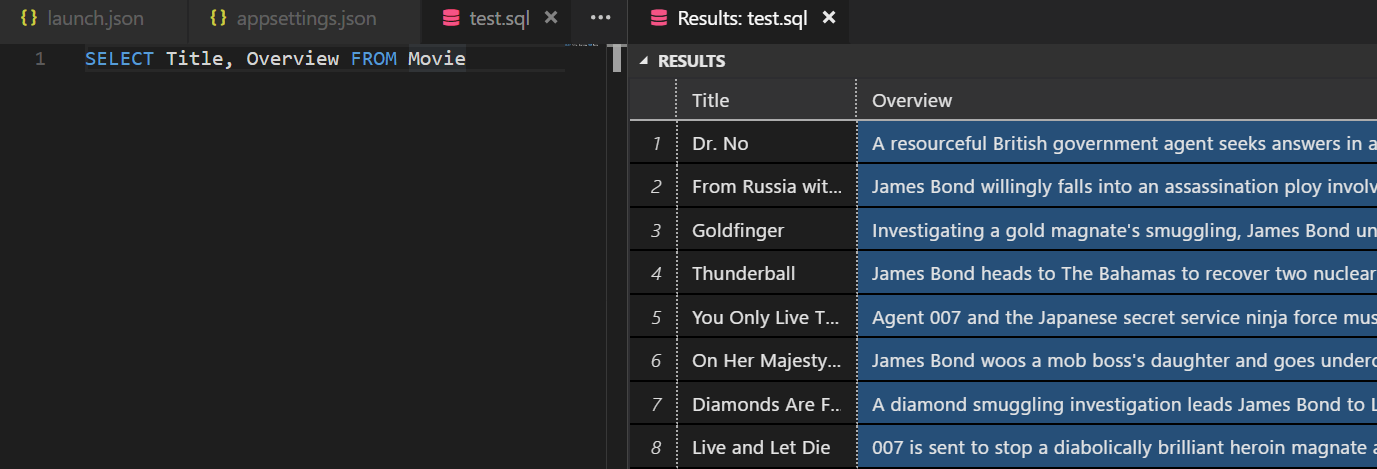 {} launch.json {} appsettings.json test.sql × ••• Results: test.sql ×
1 SELECT Title, Overview FROM Movie
RESULTS
Title Overview
1 Dr. No A resourceful British government agent seeks answers in a
2 From Russia wit... James Bond willingly falls into an assassination ploy involv
3 Goldfinger Investigating a gold magnate's smuggling, James Bond un
4 Thunderball James Bond heads to The Bahamas to recover two nuclear
5 You Only Live T... Agent 007 and the Japanese secret service ninja force mus
6 On Her Majesty... James Bond woos a mob boss's daughter and goes underc
7 Diamonds Are F... A diamond smuggling investigation leads James Bond to L
8 Live and Let Die 007 is sent to stop a diabolically brilliant heroin magnate a